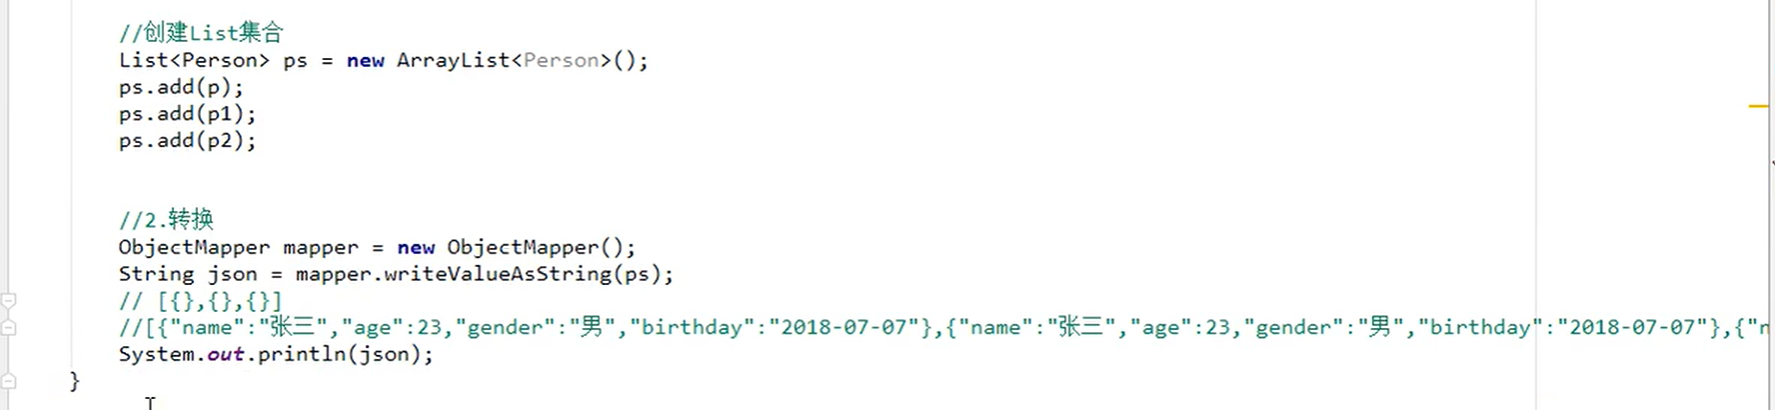 //创建List集合
List<Person> ps = new ArrayList<Person>();
ps.add(p);
ps.add(p1);
ps.add(p2);
//2.转换
ObjectMapper mapper = new ObjectMapper();
String json = mapper.writeValueAsString(ps);
// [{},{},{}]
//[{"name":"张三","age":23,"gender":"男","birthday":"2018-07-07"},{"name":"张三","age":23,"gender":"男","birthday":"2018-07-07"},{"n
System.out.println(json);
}